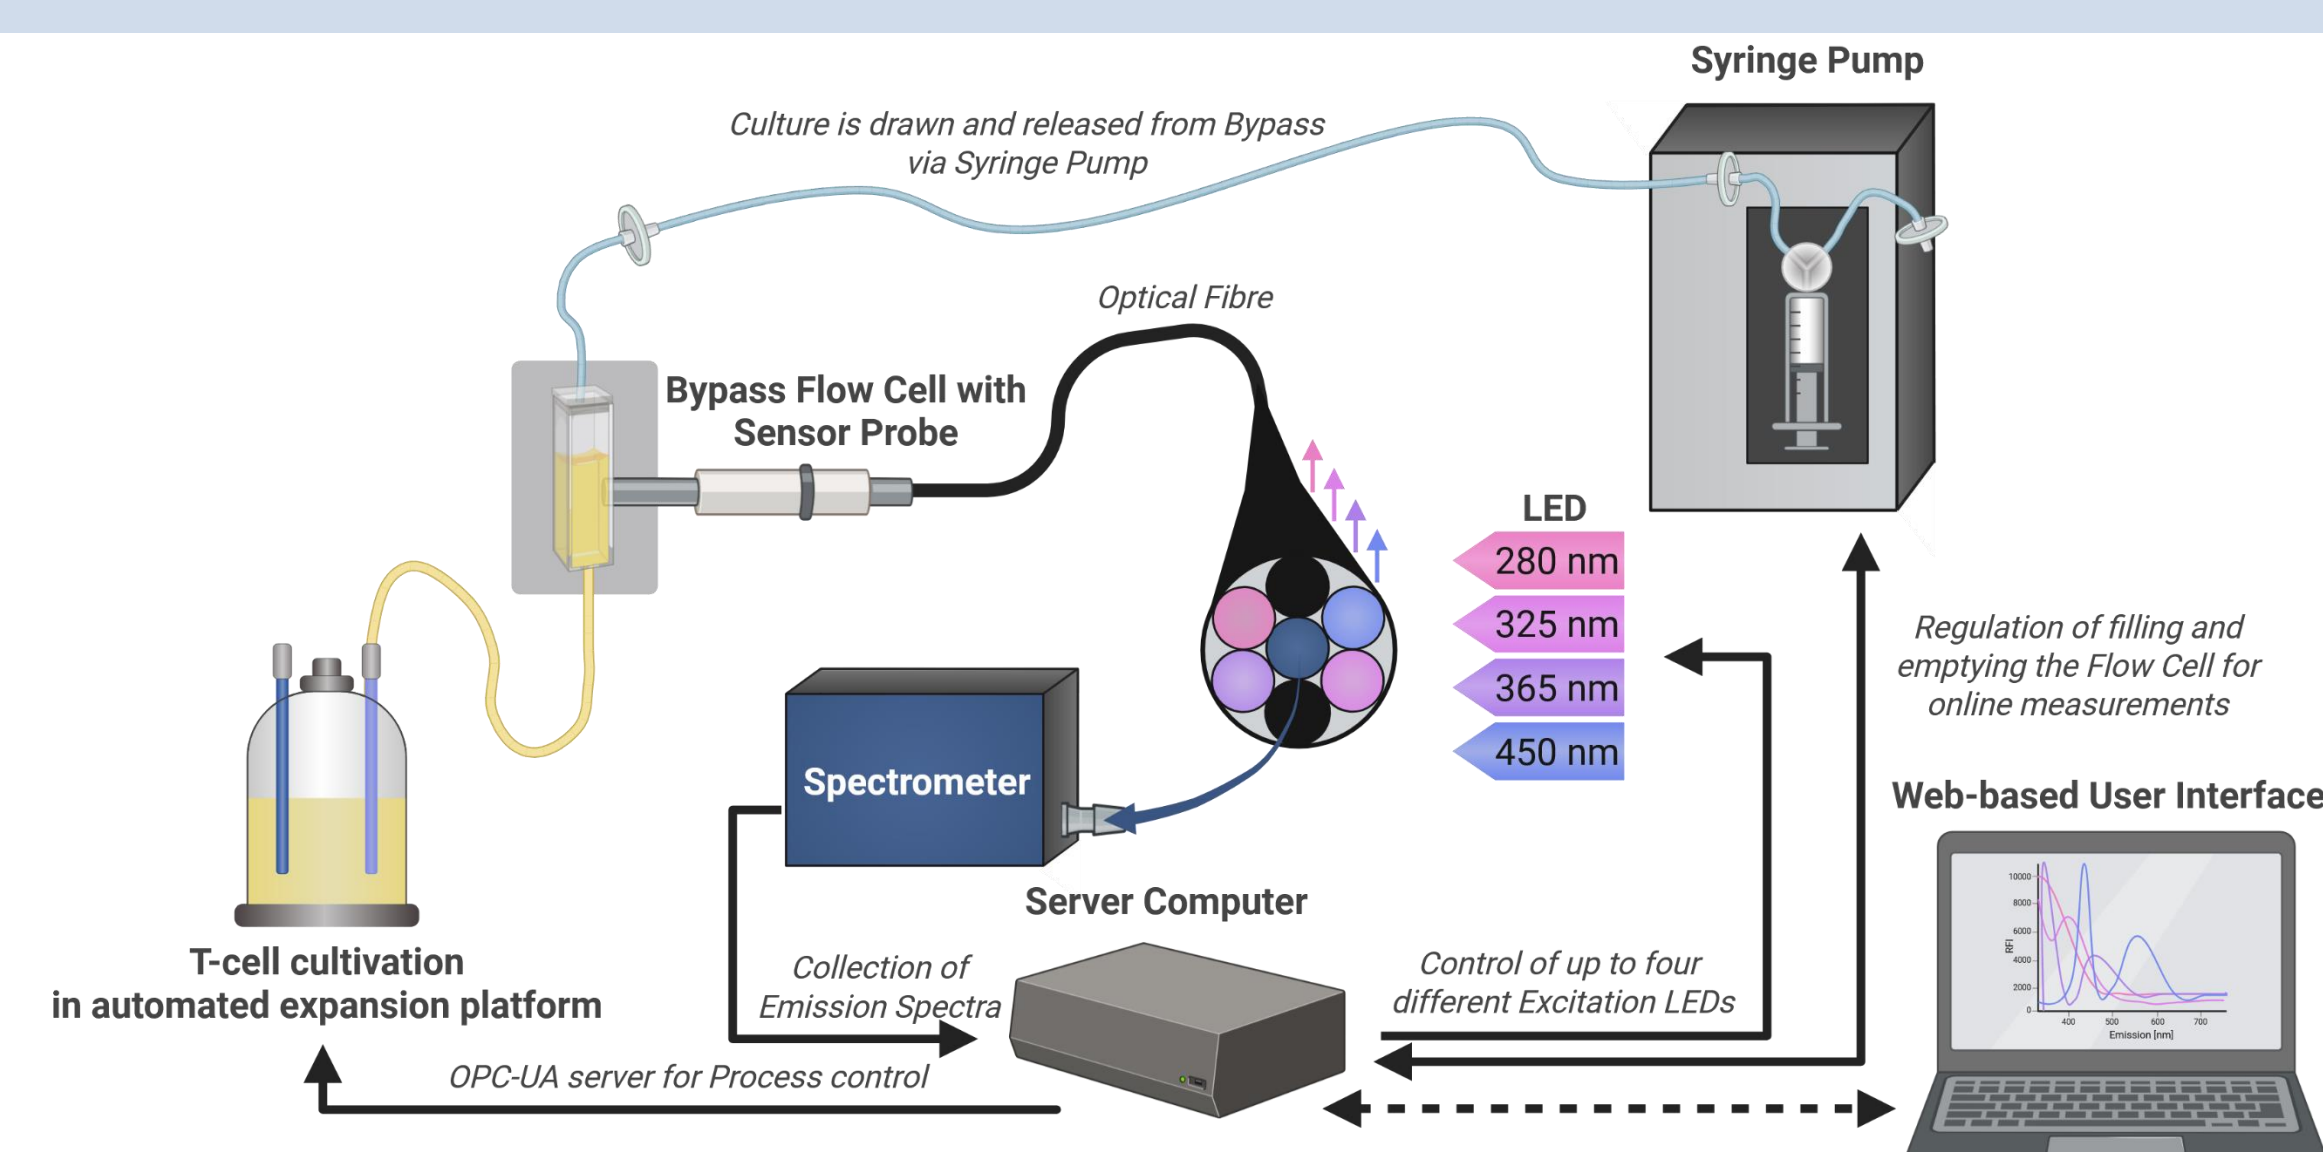 Syringe Pump
Culture is drawn and released from Bypass
via Syringe Pump
Optical Fibre
Bypass Flow Cell with
Sensor Probe
LED
280 nm
325 nm
365 nm
450 nm
Regulation of filling and
emptying the Flow Cell for
online measurements
Spectrometer
Web-based User Interface
10000
8000
6000
4000
2000
0
RFI
400 500 600 700
Emission [nm]
Server Computer
T-cell cultivation
in automated expansion platform
Collection of
Emission Spectra
Control of up to four
different Excitation LEDs
OPC-UA server for Process control